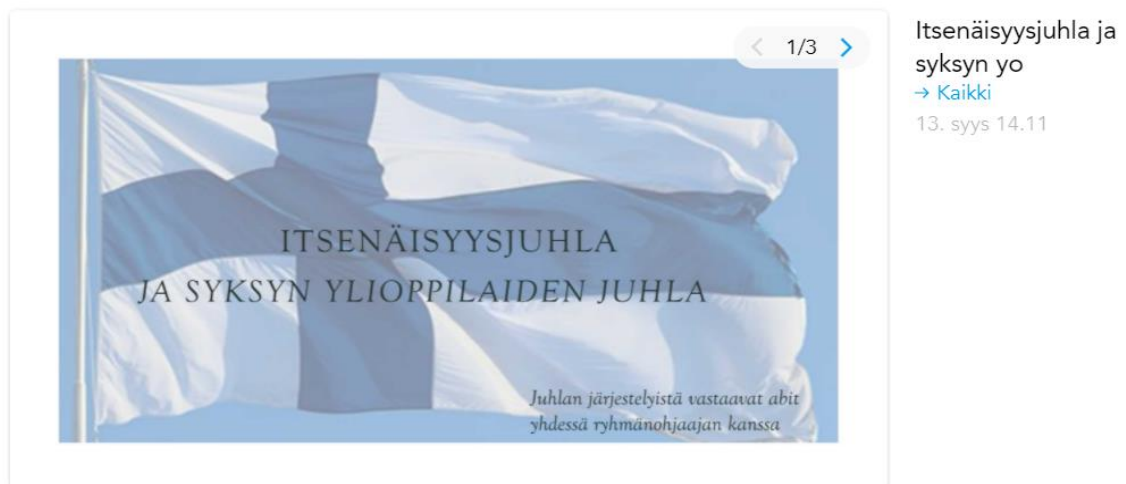 1/3
Itsenäisyysjuhla ja
syksyn yo
→ Kaikki
13. syys 14.11
ITSENÄISYYSJUHLA
JA SYKSYN YLIOPPILAIDEN JUHLA
Juhlan järjestelyistä vastaavat abit
yhdessä ryhmänohjaajan kanssa